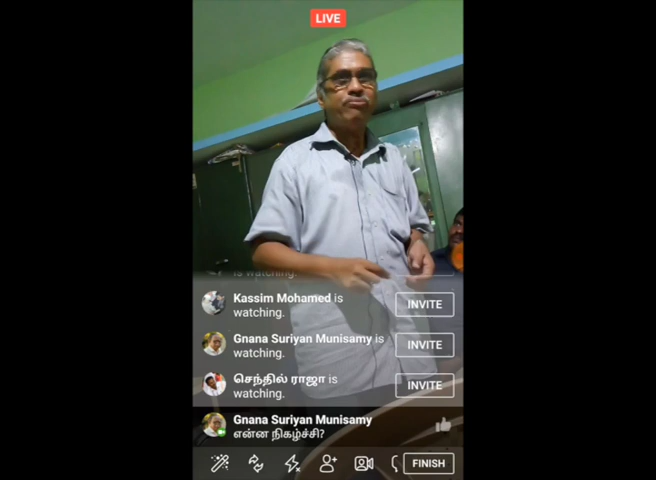 LIVE
is watching.
Kassim Mohamed is
watching.
INVITE
Gnana Suriyan Munisamy is
watching.
INVITE
செந்தில் ராஜா is
watching.
INVITE
Gnana Suriyan Munisamy
என்ன நிகழ்ச்சி?
FINISH